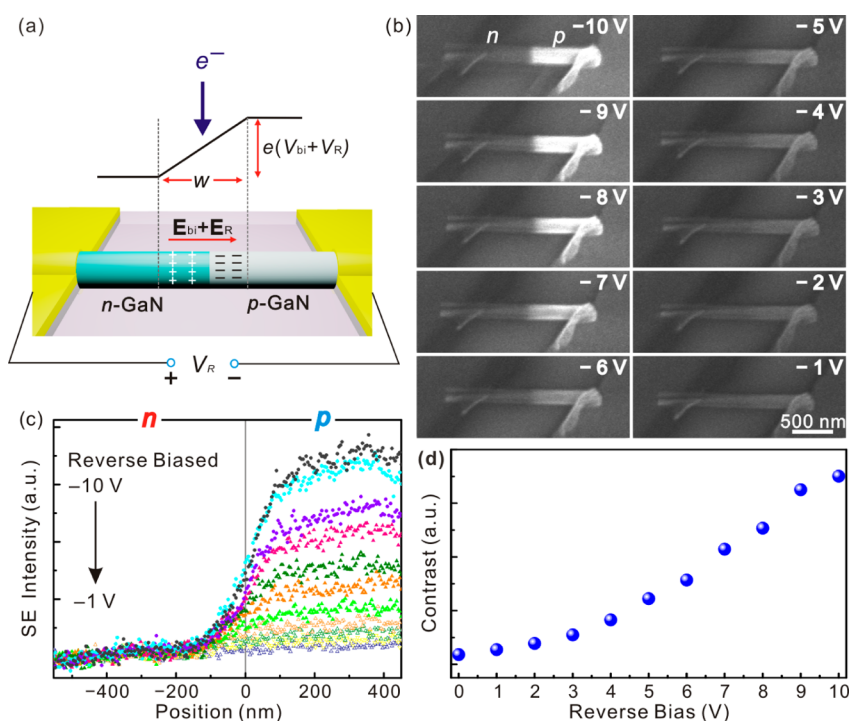 (a)
e−
e(Vbi+VR)
w
Ebi+ER
+ + + + + + + +
− − − − − − − −
n-GaN
p-GaN
+ VR −
(b)
n p −10 V
−5 V
−9 V
−4 V
−8 V
−3 V
−7 V
−2 V
−6 V
−1 V
500 nm
(c)
n p
Reverse Biased
−10 V
−1 V
SE Intensity (a.u.)
−400 −200 0 200 400
Position (nm)
(d)
Contrast (a.u.)
0 1 2 3 4 5 6 7 8 9 10
Reverse Bias (V)